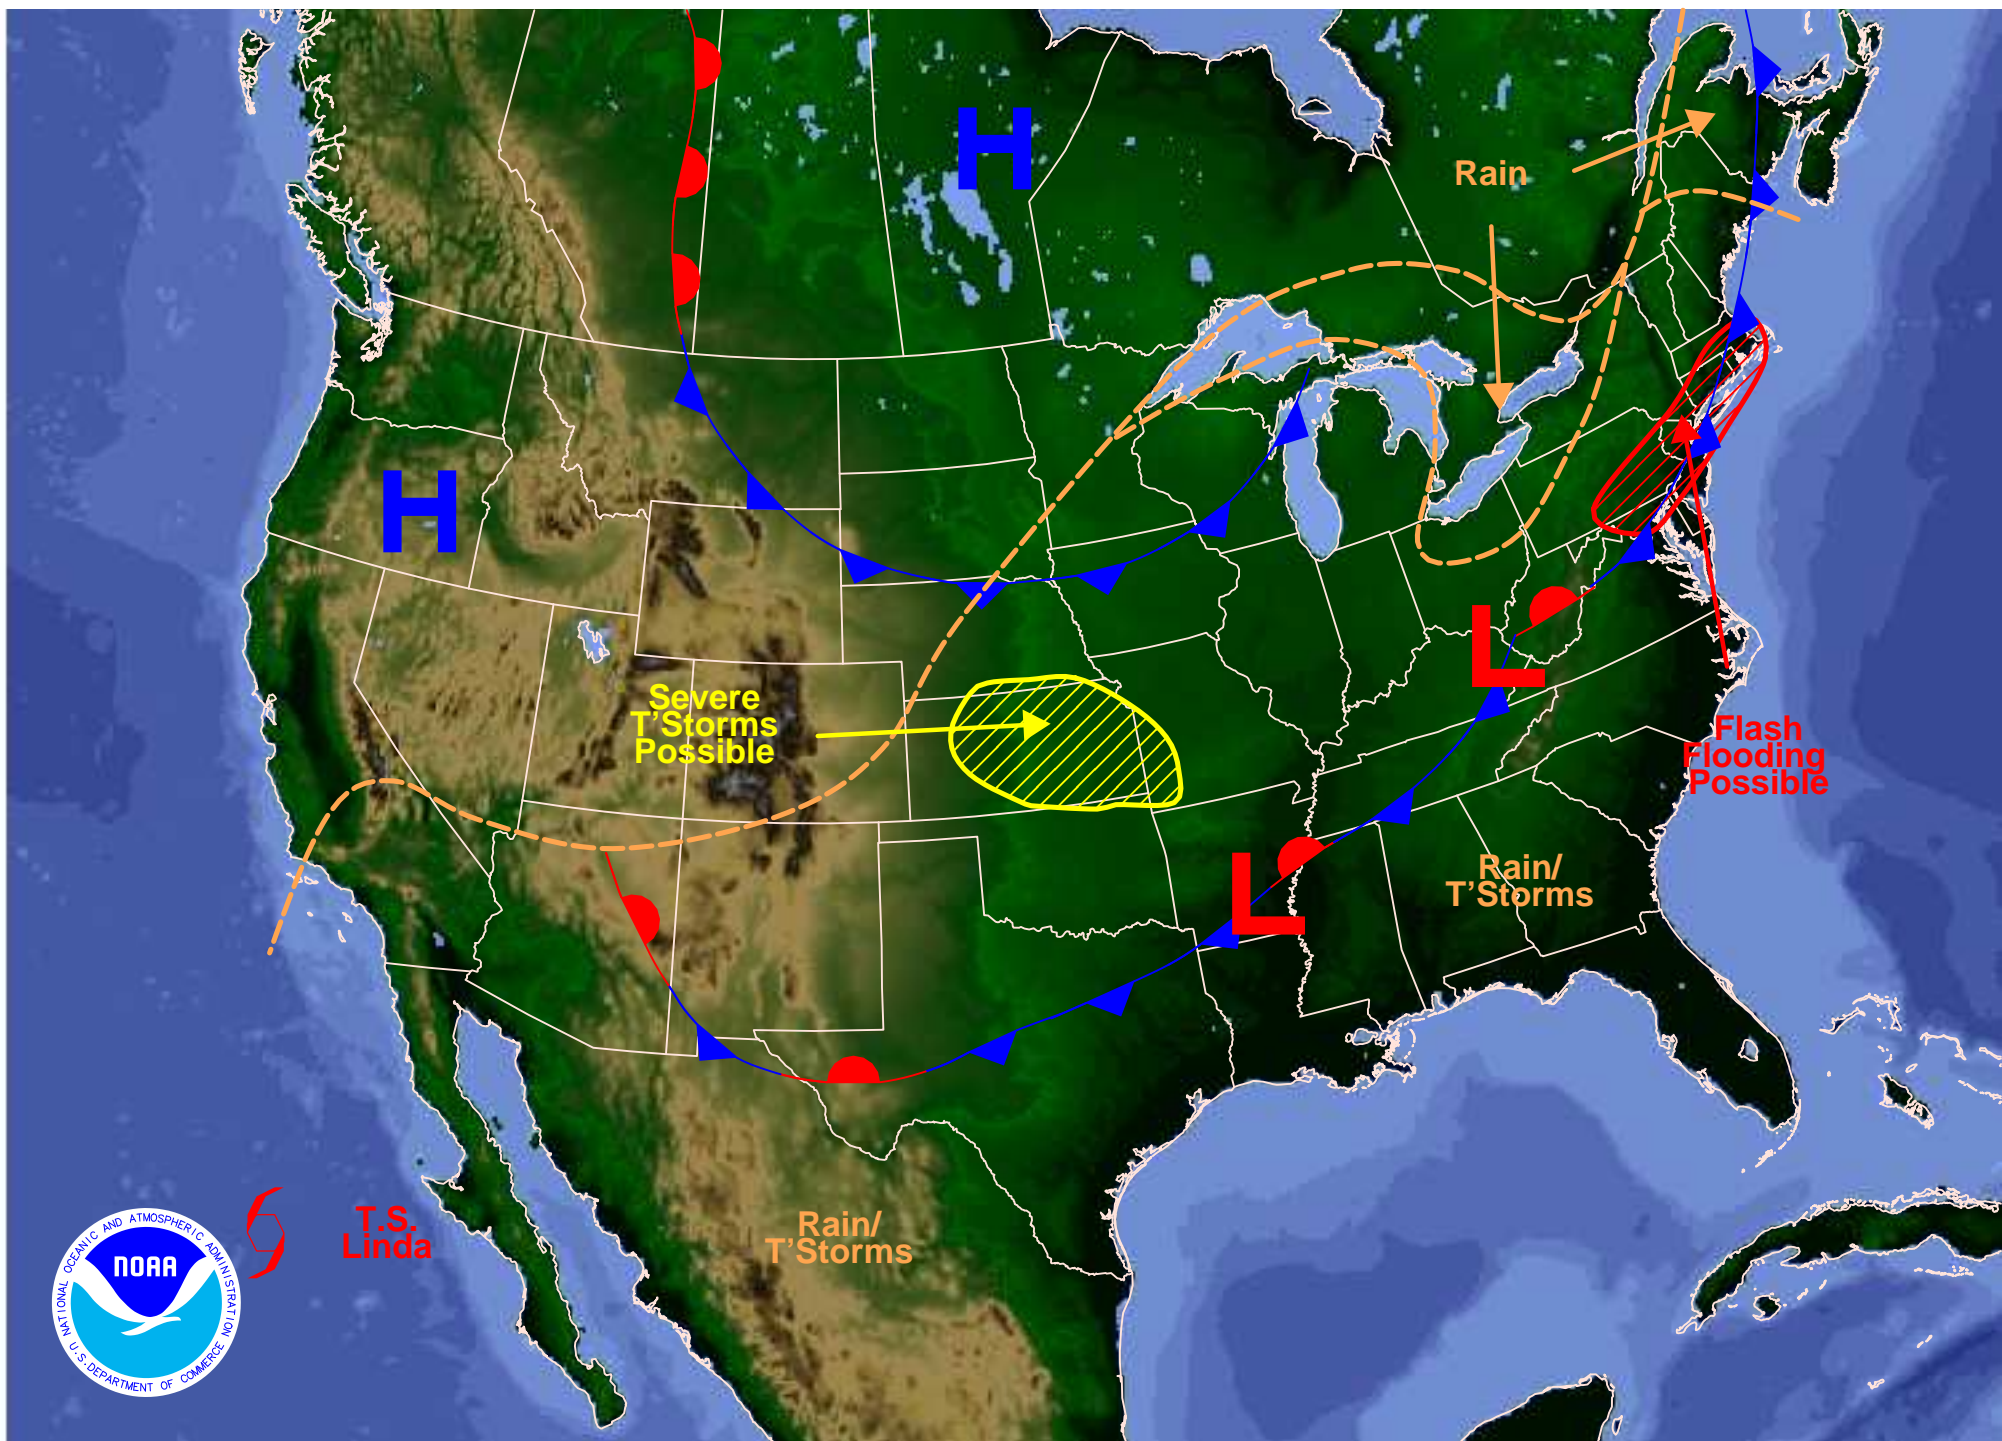 H
Rain
H
L
Severe
T'Storms
Possible
Flash
Flooding
Possible
L
Rain/
T'Storms
T.S.
Linda
Rain/
T'Storms
NATIONAL OCEANIC AND ATMOSPHERIC ADMINISTRATION
NOAA
U.S. DEPARTMENT OF COMMERCE